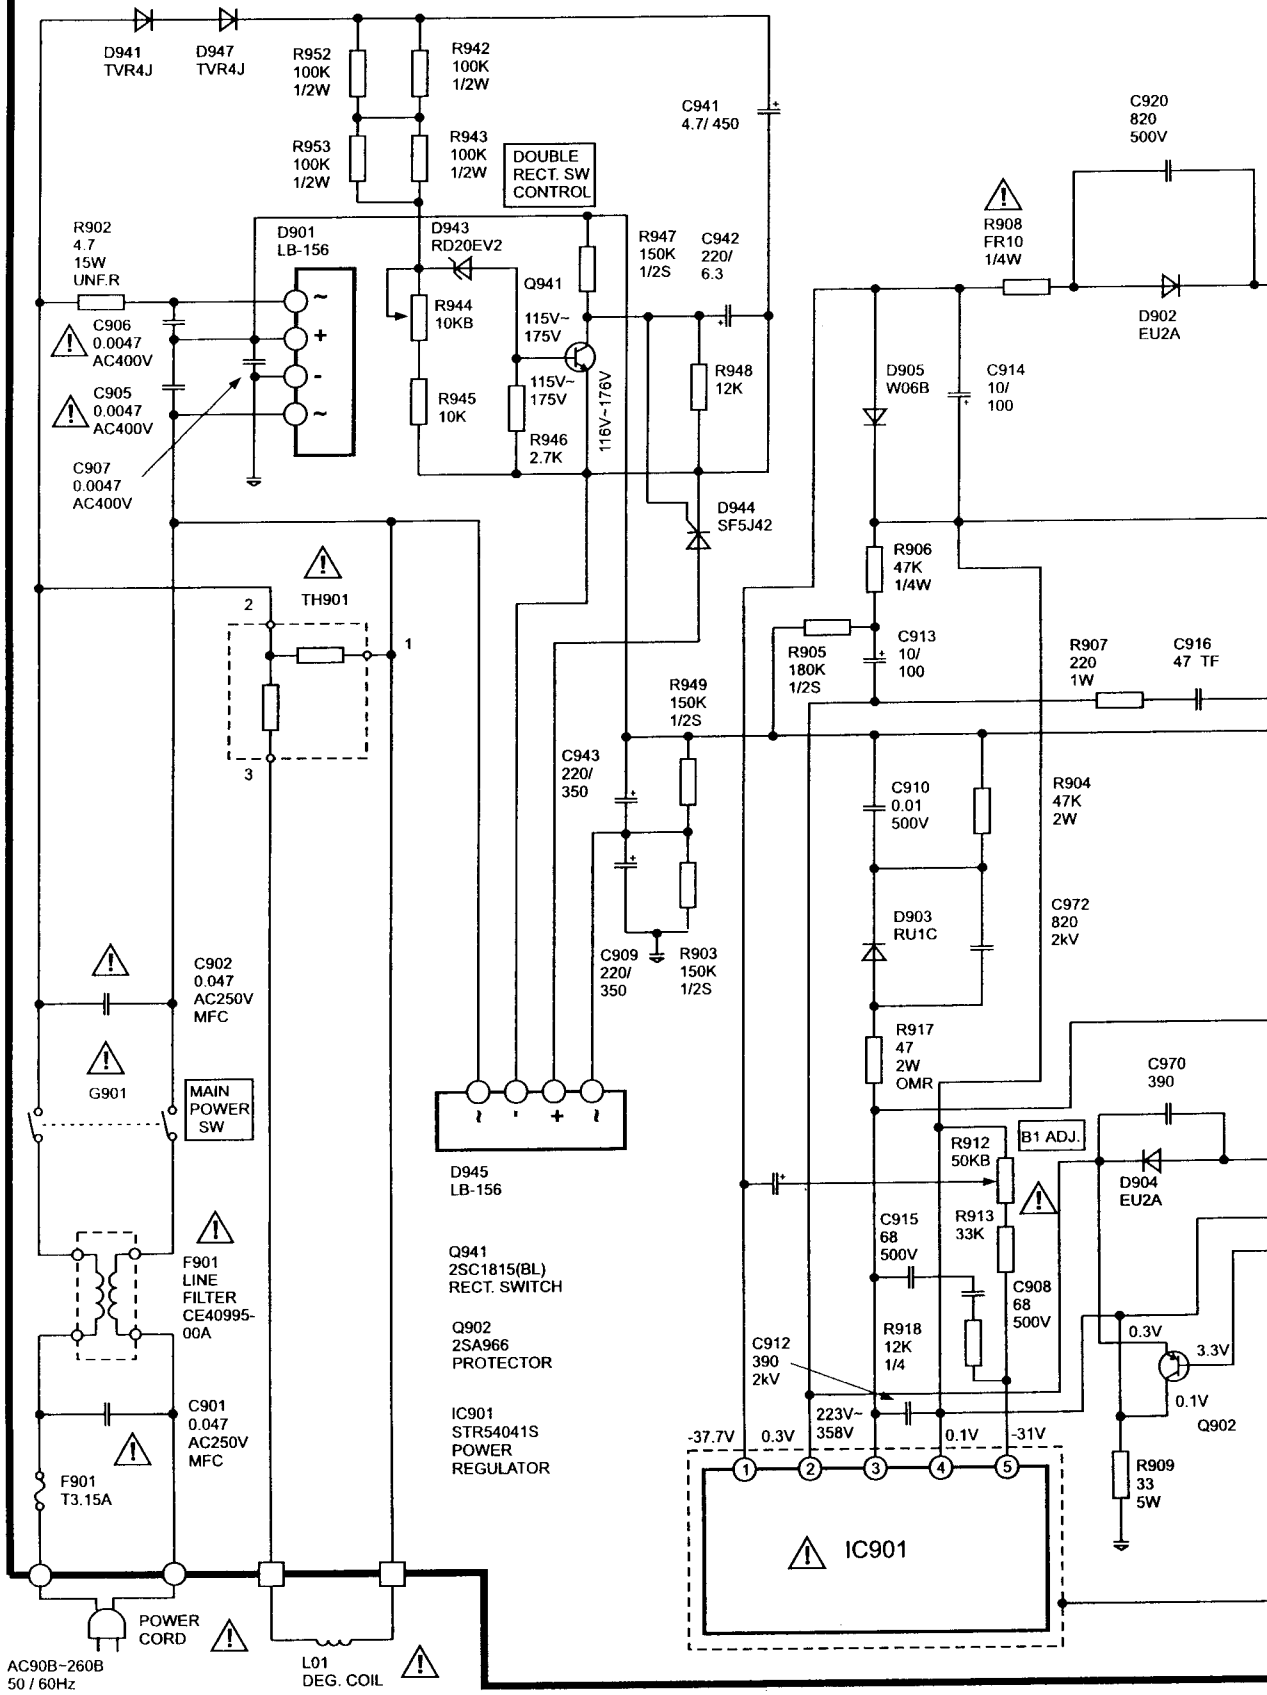 D941
TVR4J
D947
TVR4J
R952
100K
1/2W
R942
100K
1/2W
C941
4.7/ 450
+
C920
820
500V
R953
100K
1/2W
R943
100K
1/2W
DOUBLE
RECT. SW
CONTROL
R908
FR10
1/4W
R902
4.7
15W
UNF.R
D901
LB-156
D943
RD20EV2
R947
150K
1/2S
C942
220/
6.3
Q941
D902
EU2A
~
+
-
~
C906
0.0047
AC400V
C905
0.0047
AC400V
C907
0.0047
AC400V
R944
10KB
115V~
175V
+
R945
10K
115V~
175V
116V~176V
R948
12K
D905
W06B
C914
10/
100
+
R946
2.7K
D944
SF5J42
R906
47K
1/4W
TH901
2
1
3
R905
180K
1/2S
C913
10/
100
+
R907
220
1W
C916
47 TF
R949
150K
1/2S
C943
220/
350
+
C910
0.01
500V
R904
47K
2W
+
D903
RU1C
C972
820
2kV
C902
0.047
AC250V
MFC
C909
220/
350
R903
150K
1/2S
R917
47
2W
OMR
G901
MAIN
POWER
SW
~
-
+
~
C970
390
R912
50KB
B1 ADJ.
D945
LB-156
+
D904
EU2A
C915
68
500V
R913
33K
F901
LINE
FILTER
CE40995-
00A
Q941
2SC1815(BL)
RECT. SWITCH
C908
68
500V
Q902
2SA966
PROTECTOR
C912
390
2kV
R918
12K
1/4
0.3V
3.3V
0.1V
Q902
C901
0.047
AC250V
MFC
IC901
STR54041S
POWER
REGULATOR
-37.7V
0.3V
223V~
358V
0.1V
-31V
1
2
3
4
5
F901
T3.15A
R909
33
5W
IC901
POWER
CORD
AC90B~260B
50 / 60Hz
L01
DEG. COIL
! ! ! ! ! ! ! ! ! ! ! ! !